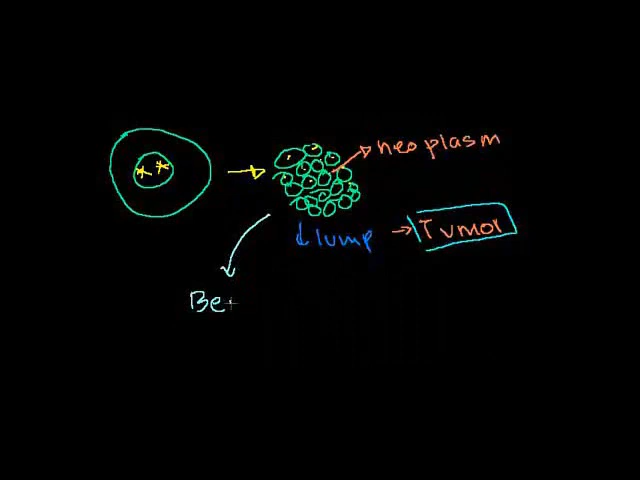 neoplasm
lump → Tumor
Be